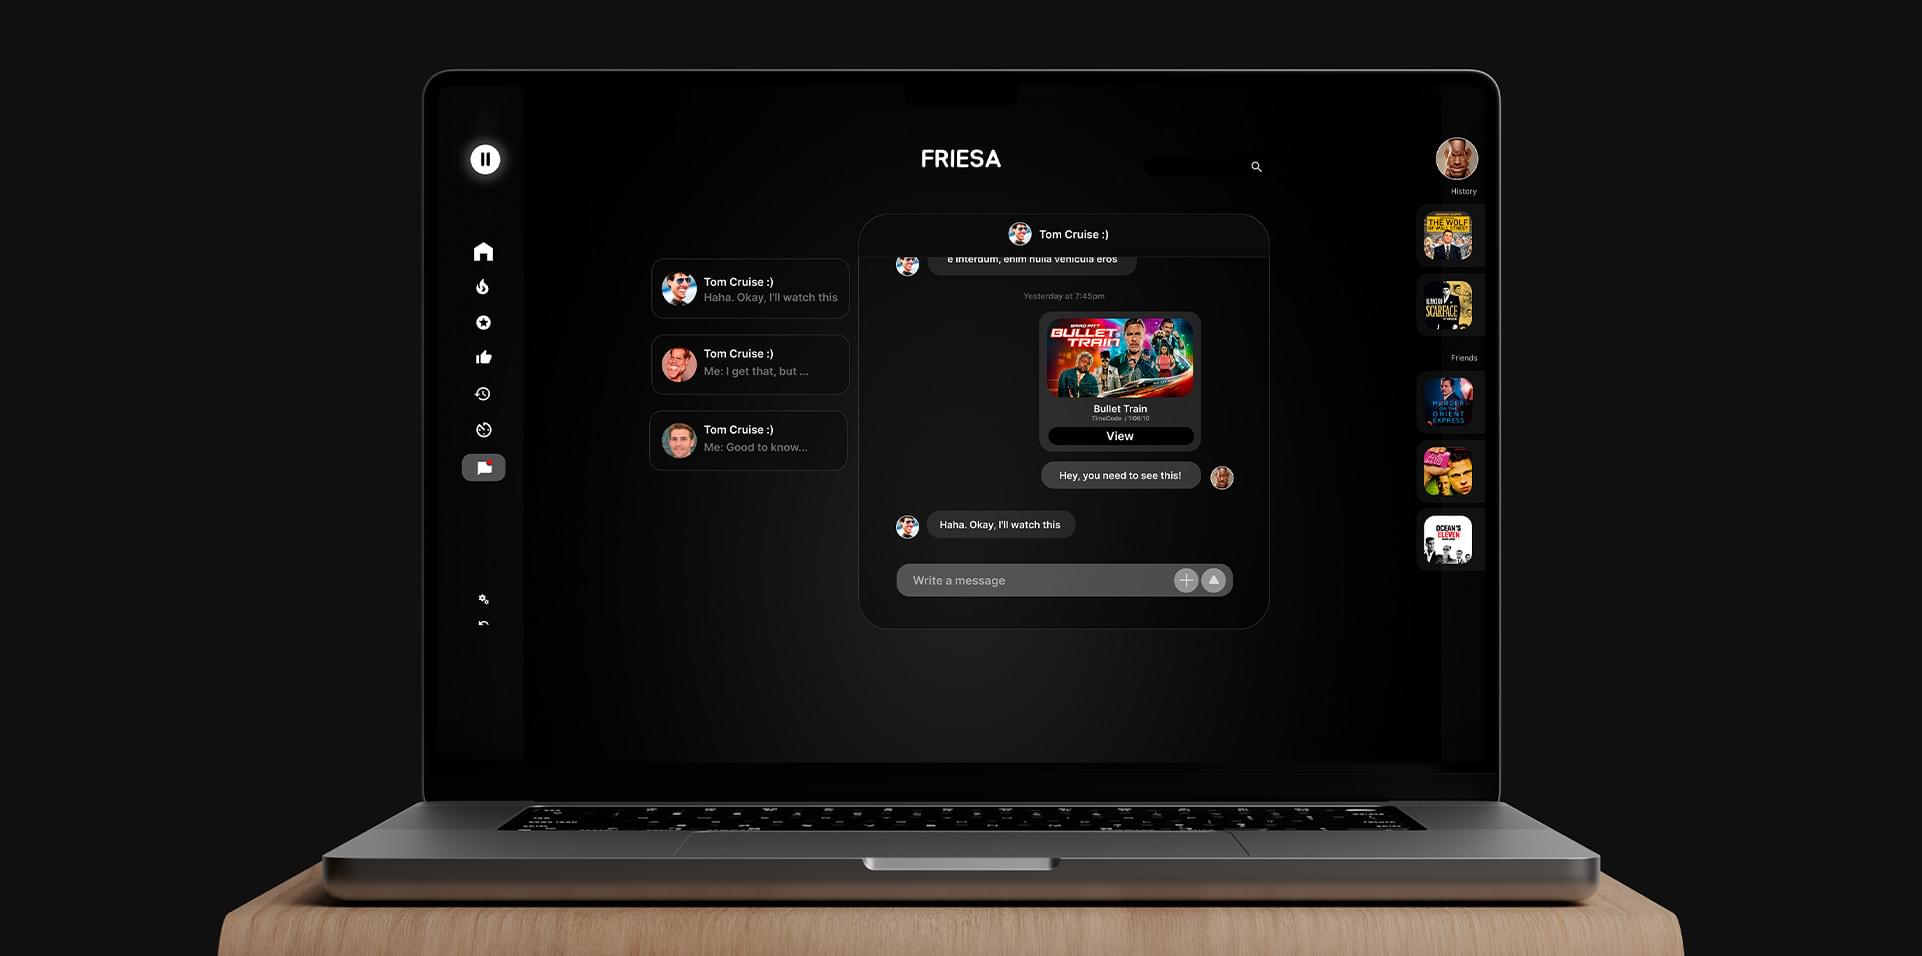 FRIESA
History
THE WOLF
OF WALL STREET
SCARFACE
Friends
MURDER
ON THE
ORIENT
EXPRESS
OCEAN'S
ELEVEN
Tom Cruise :)
Haha. Okay, I'll watch this
Tom Cruise :)
Me: I get that, but ...
Tom Cruise :)
Me: Good to know...
Tom Cruise :)
e interdum, enim nulla vehicula eros
Yesterday at 7:45pm
BRAD PITT
BULLET
TRAIN
Bullet Train
TimeCode / 1:06:10
View
Hey, you need to see this!
Haha. Okay, I'll watch this
Write a message